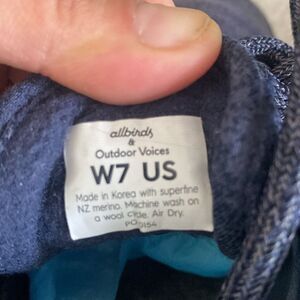 allbirds
&
Outdoor Voices
W7 US
Made in Korea with superfine
NZ merino. Machine wash on
a wool cycle. Air Dry.